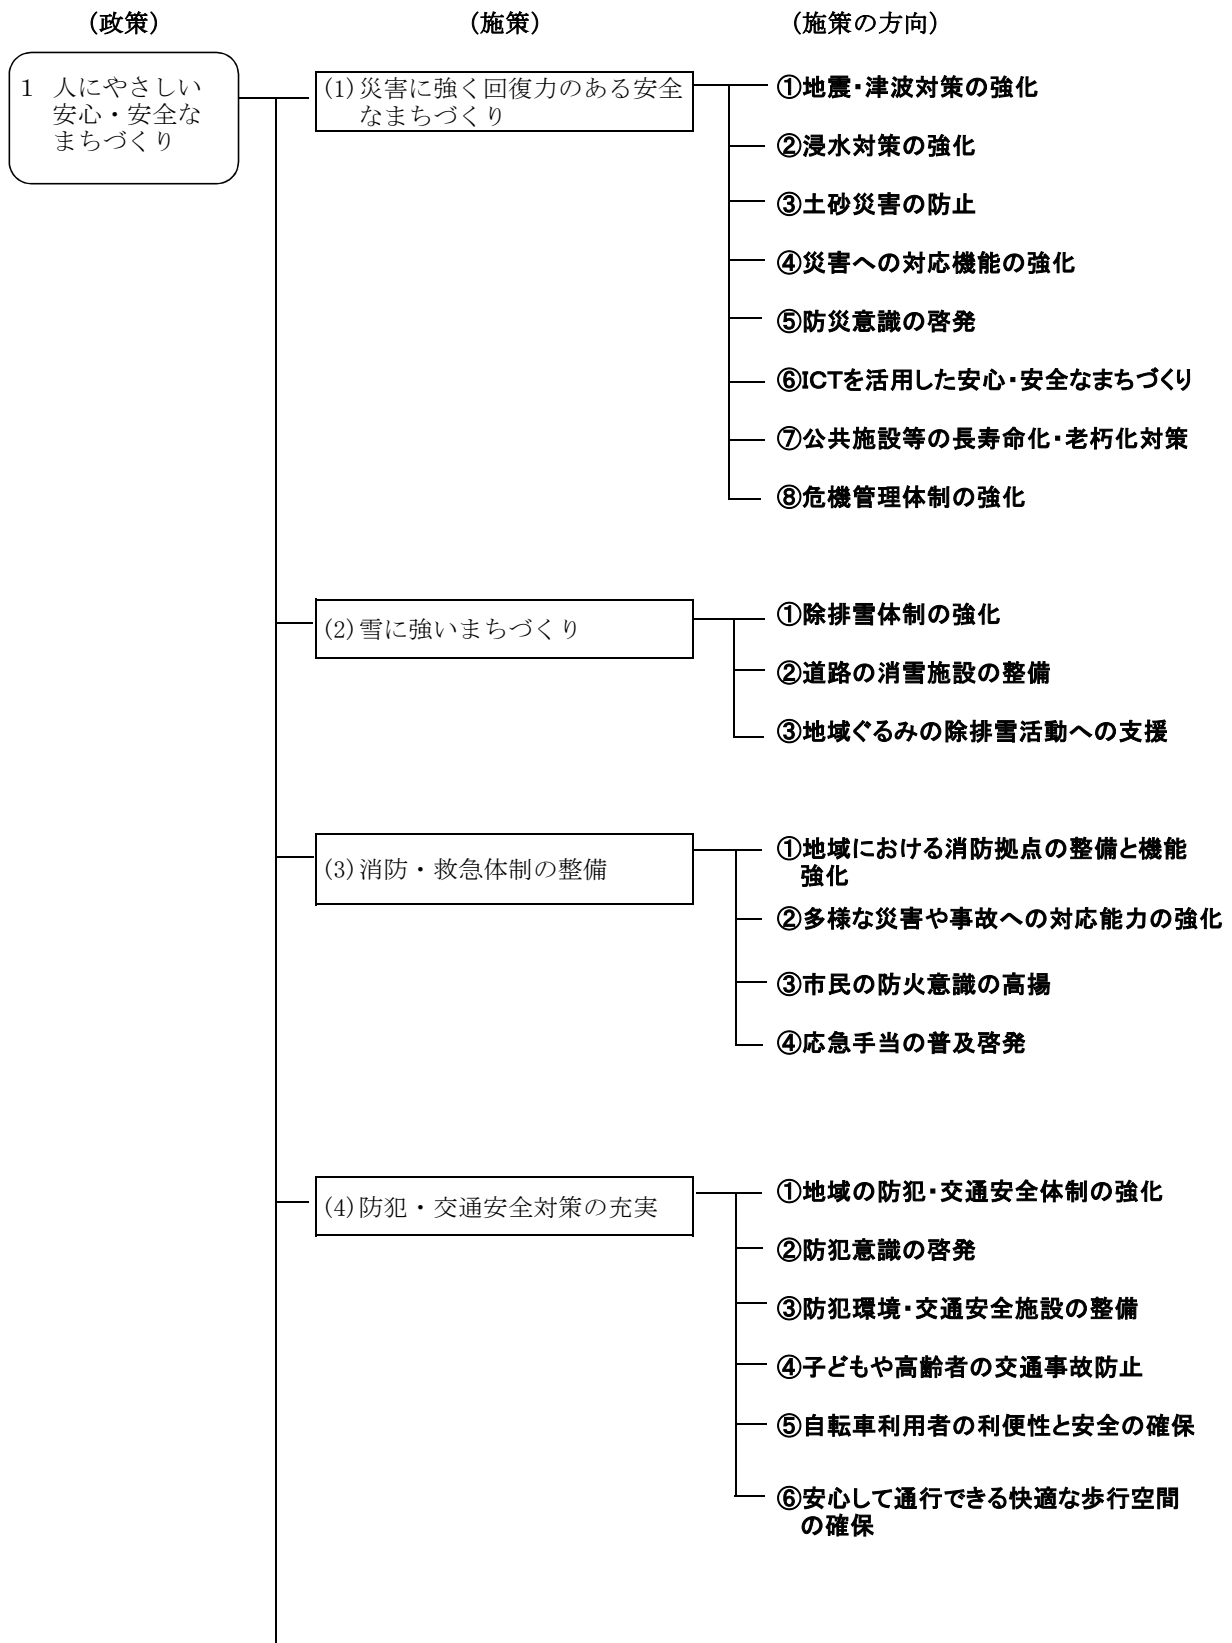 (政策)
(施策)
(施策の方向)
1 人にやさしい
安心・安全な
まちづくり
(1)災害に強く回復力のある安全
なまちづくり
①地震・津波対策の強化
②浸水対策の強化
③土砂災害の防止
④災害への対応機能の強化
⑤防災意識の啓発
⑥ICTを活用した安心・安全なまちづくり
⑦公共施設等の長寿命化・老朽化対策
⑧危機管理体制の強化
(2)雪に強いまちづくり
①除排雪体制の強化
②道路の消雪施設の整備
③地域ぐるみの除排雪活動への支援
(3)消防・救急体制の整備
①地域における消防拠点の整備と機能
強化
②多様な災害や事故への対応能力の強化
③市民の防火意識の高揚
④応急手当の普及啓発
(4)防犯・交通安全対策の充実
①地域の防犯・交通安全体制の強化
②防犯意識の啓発
③防犯環境・交通安全施設の整備
④子どもや高齢者の交通事故防止
⑤自転車利用者の利便性と安全の確保
⑥安心して通行できる快適な歩行空間
の確保